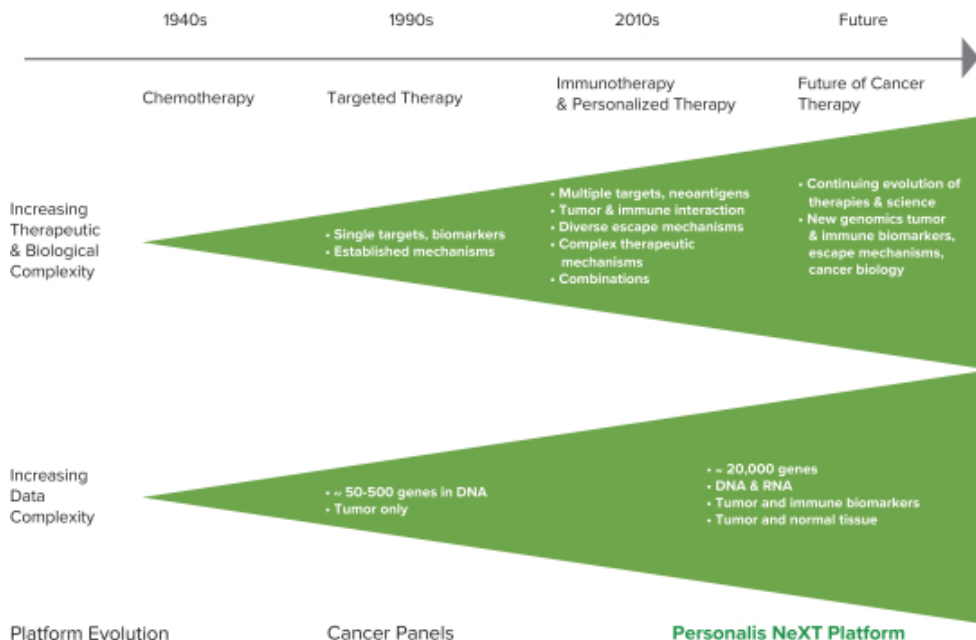 1940s 1990s 2010s Future
Chemotherapy
Targeted Therapy
Immunotherapy
& Personalized Therapy
Future of Cancer
Therapy
Increasing
Therapeutic
& Biological
Complexity
• Single targets, biomarkers
• Established mechanisms
• Multiple targets, neoantigens
• Tumor & immune interaction
• Diverse escape mechanisms
• Complex therapeutic
mechanisms
• Combinations
• Continuing evolution of
therapies & science
• New genomics tumor
& immune biomarkers,
escape mechanisms,
cancer biology
Increasing
Data
Complexity
• ~ 50-500 genes in DNA
• Tumor only
• ~ 20,000 genes
• DNA & RNA
• Tumor and immune biomarkers
• Tumor and normal tissue
Platform Evolution Cancer Panels Personalis NeXT Platform